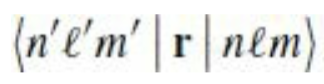 ⟨n′ℓ′m′ | r | nℓm⟩